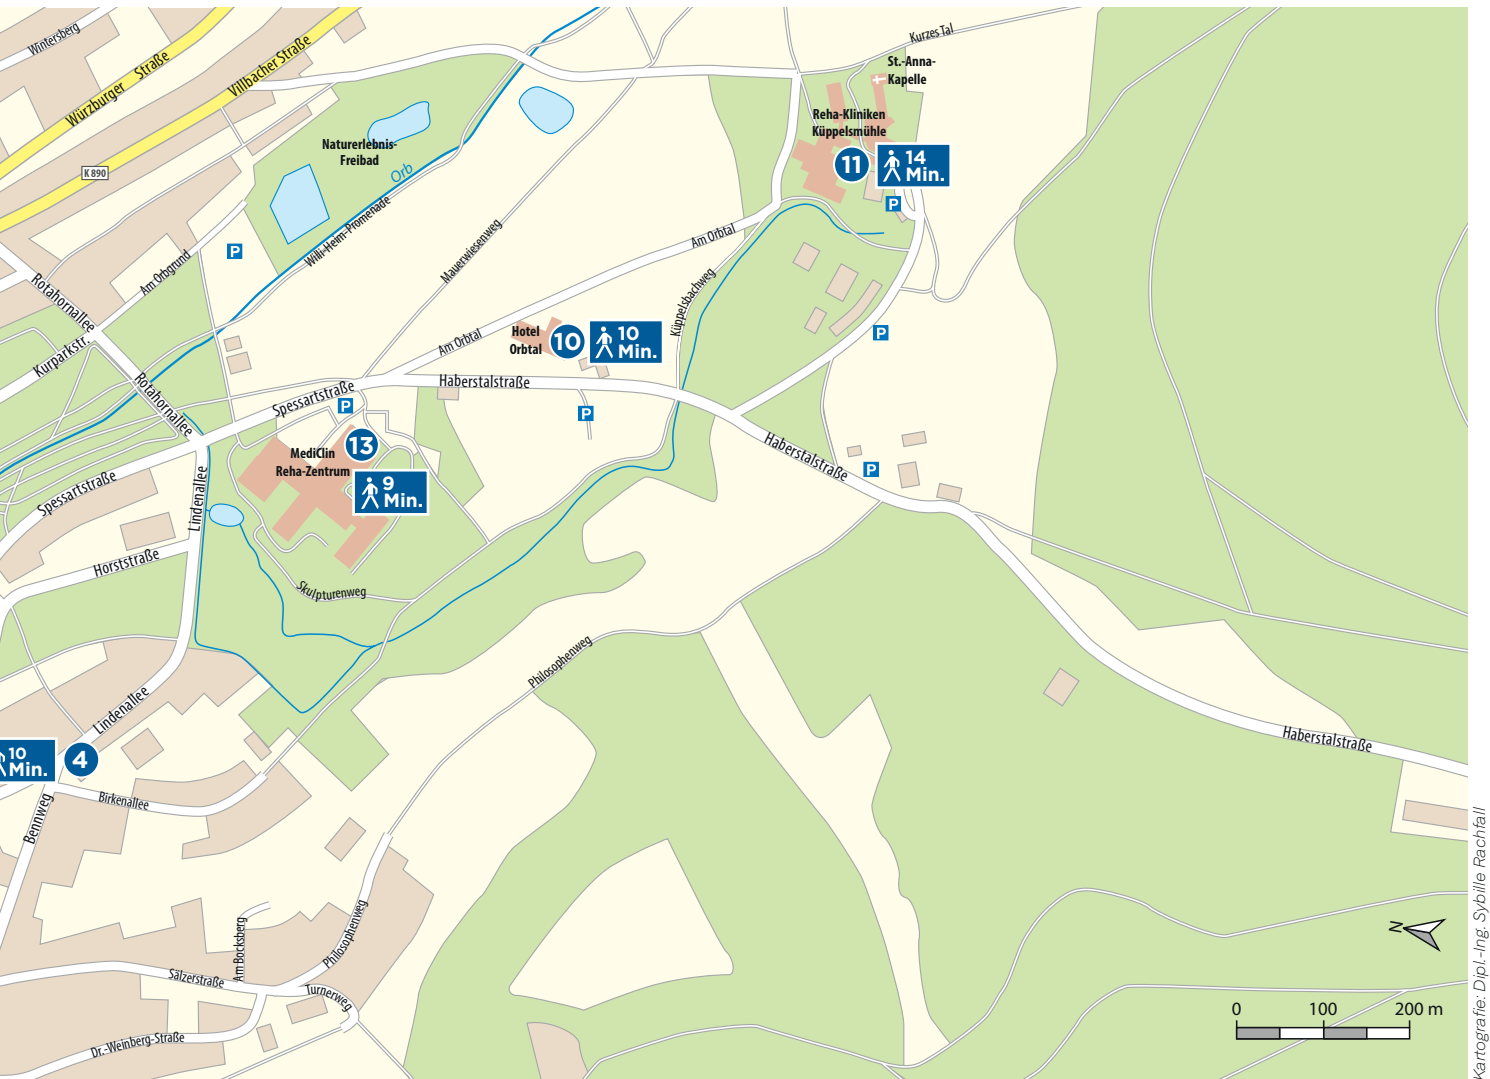 Wintersberg
Würzburger Straße
Villbacher Straße
K 890
Kurzes Tal
St.-Anna-
Kapelle
Reha-Kliniken
Küppelsmühle
11
14
Min.
P
Naturerlebnis-
Freibad
Orb
Willi-Heim-Promenade
Mauerwiesenweg
Am Orbtal
P
Am Orbgrund
Rotahornallee
Kurparkstr.
Rotahornallee
Küppelsbachweg
Am Orbtal
Hotel
Orbtal
10
10
Min.
P
Haberstalstraße
Spessartstraße
P
P
MediClin
Reha-Zentrum
13
9
Min.
Haberstalstraße
P
Spessartstraße
Lindenallee
Horststraße
Skulpturenweg
Philosophenweg
Lindenallee
10
Min.
4
Birkenallee
Bennweg
Haberstalstraße
Am Bocksberg
Philosophenweg
Sälzerstraße
Turnerweg
Dr.-Weinberg-Straße
N
0 100 200 m
Kartografie: Dipl.-Ing. Sybille Rachfall